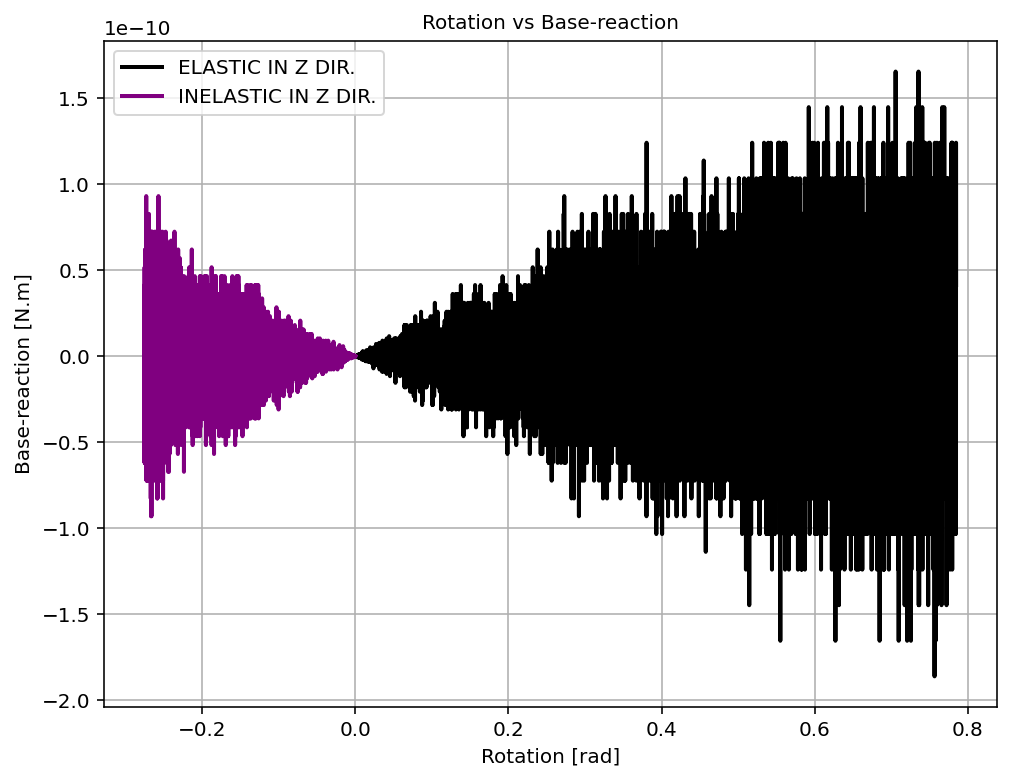 Rotation vs Base-reaction
1e−10
ELASTIC IN Z DIR.
INELASTIC IN Z DIR.
1.5
1.0
0.5
0.0
−0.5
−1.0
−1.5
−2.0
Base-reaction [N.m]
−0.2 0.0 0.2 0.4 0.6 0.8
Rotation [rad]